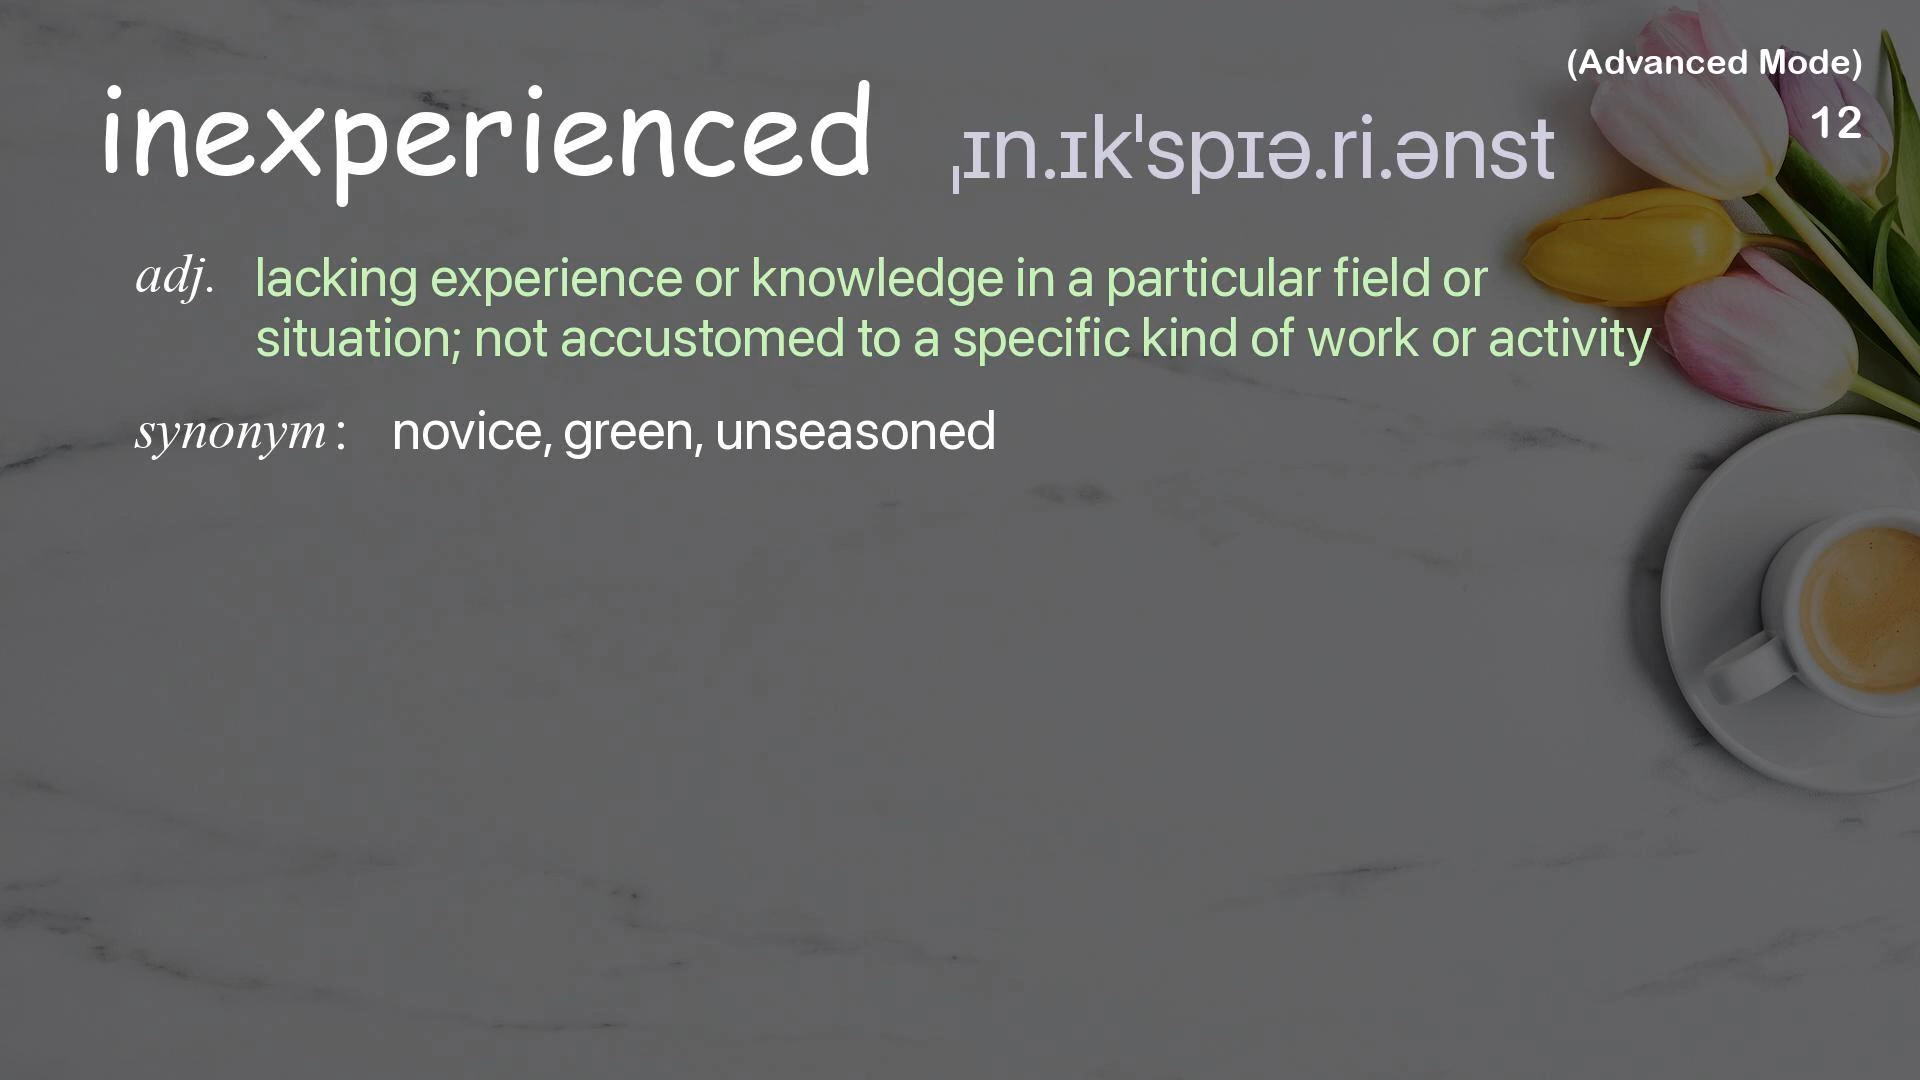 (Advanced Mode)
12
inexperienced ˌɪn.ɪkˈspɪə.ri.ənst
adj. lacking experience or knowledge in a particular field or
situation; not accustomed to a specific kind of work or activity
synonym: novice, green, unseasoned